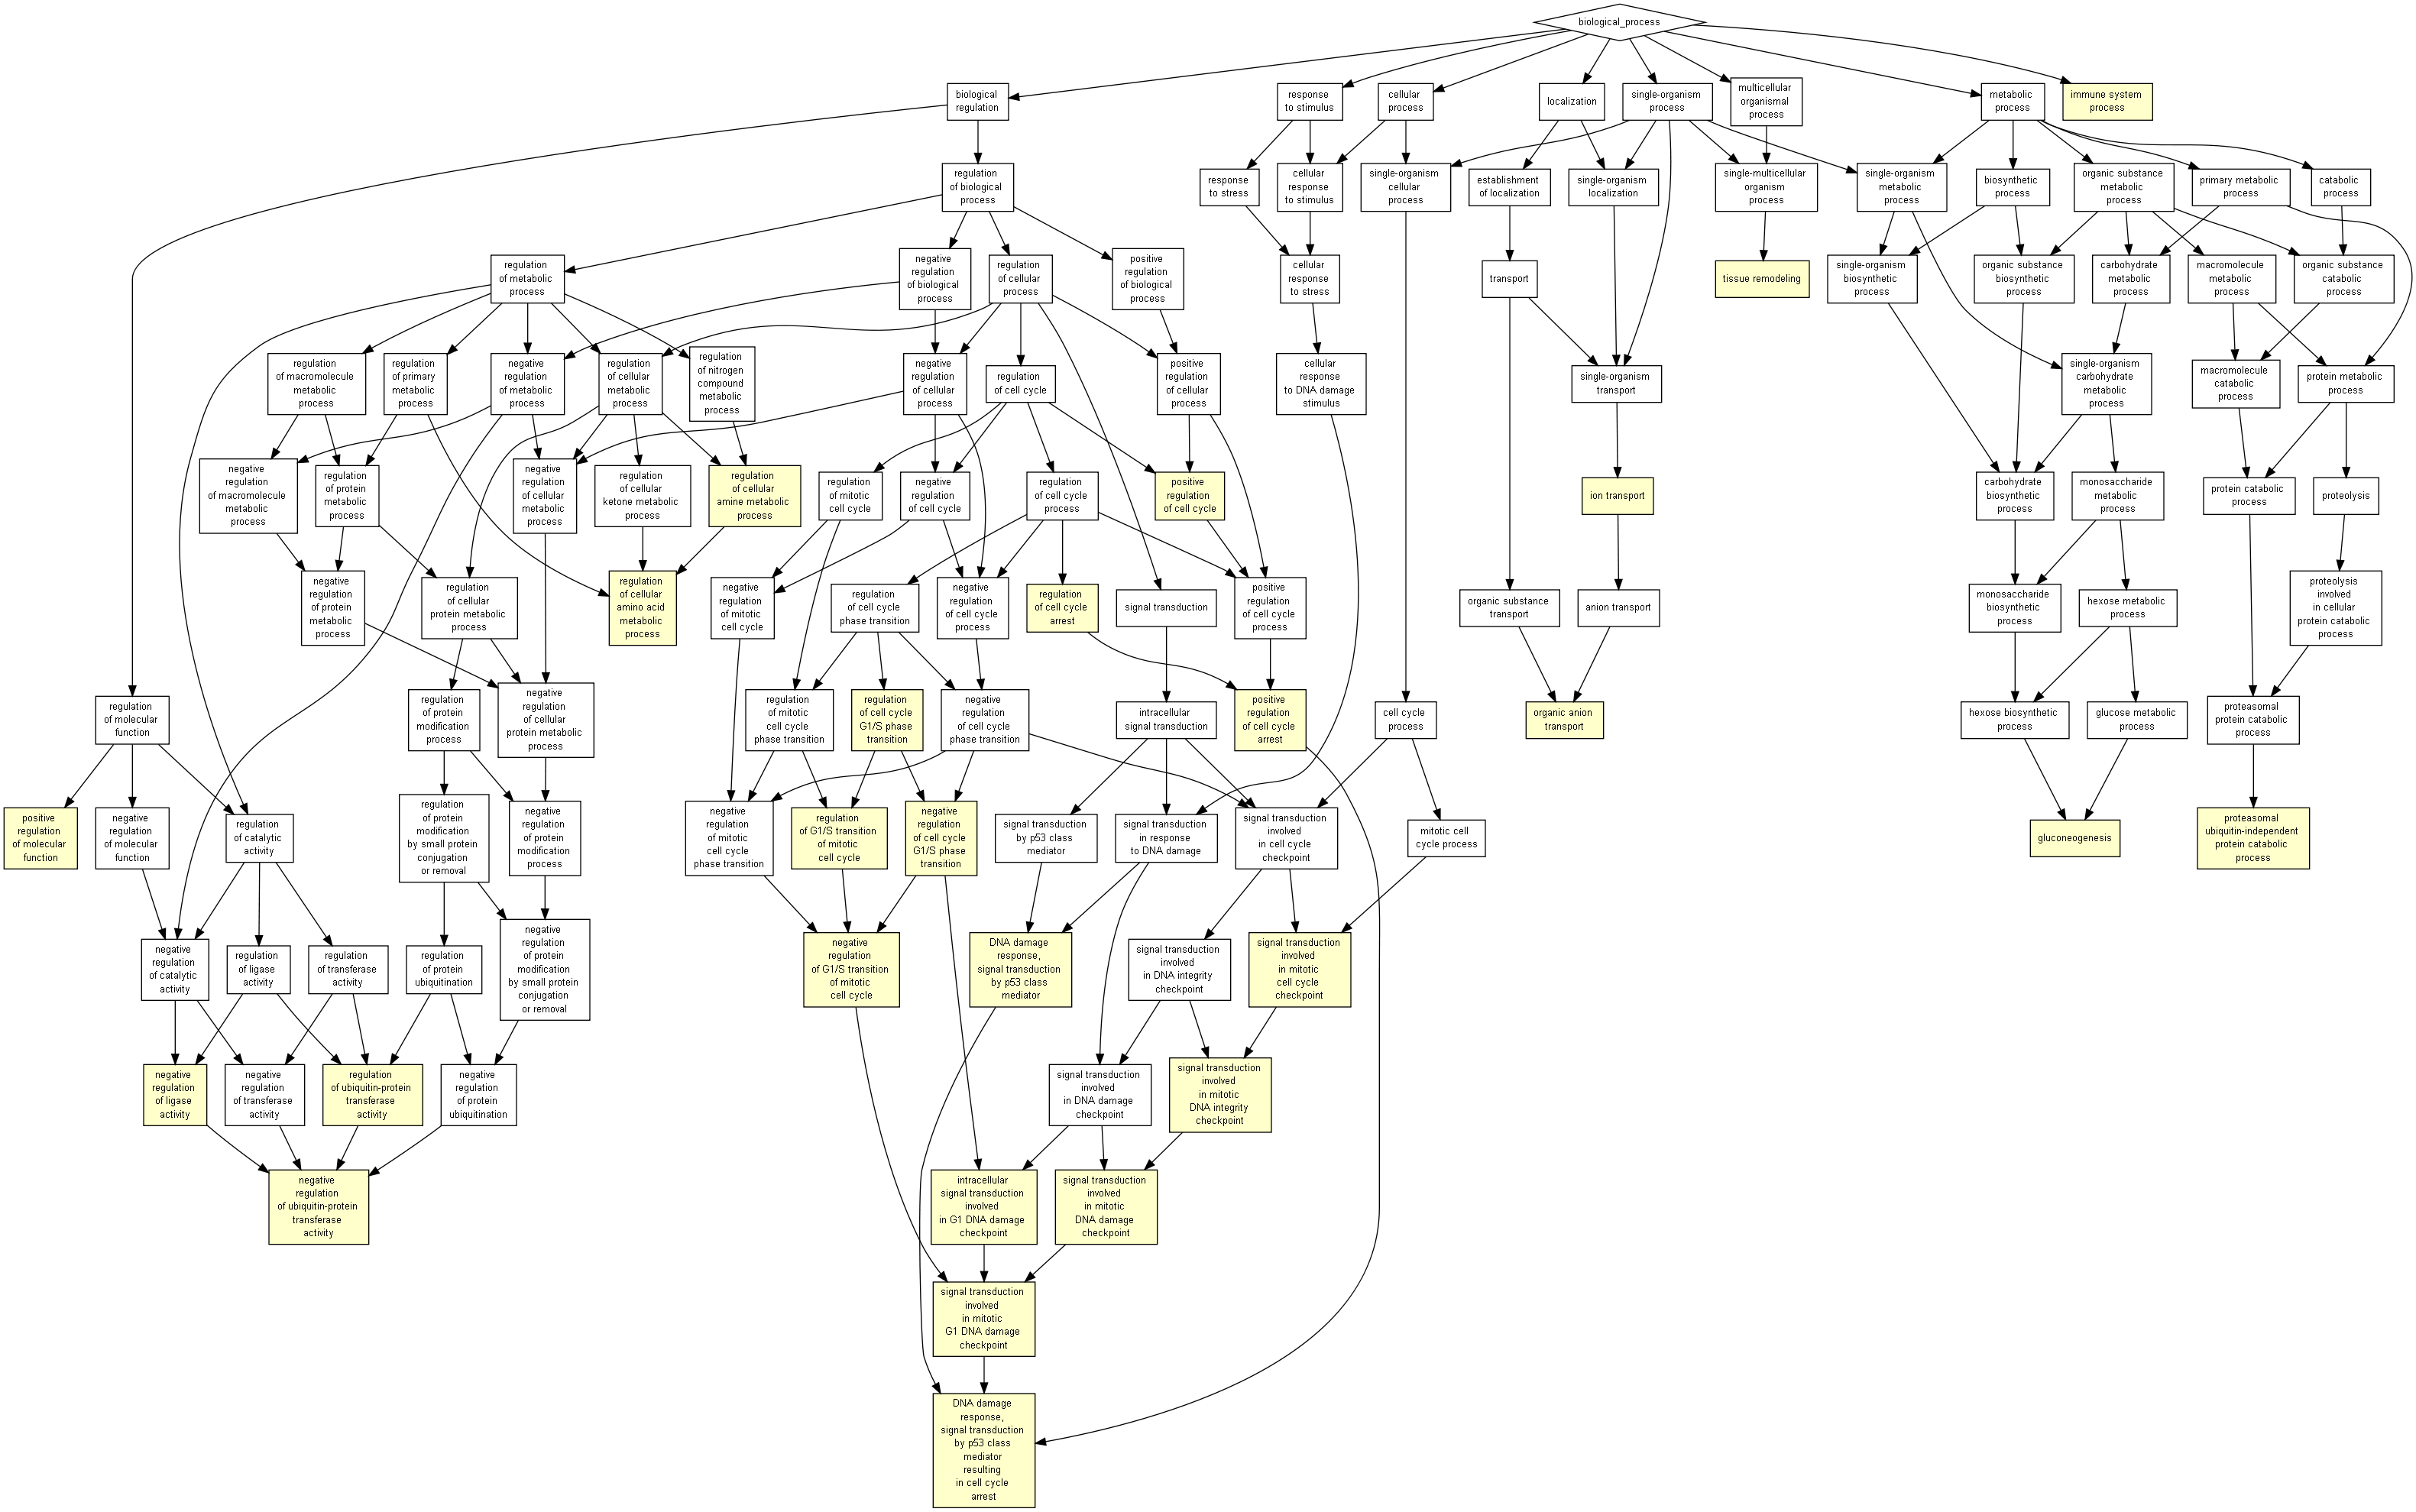 biological_process
biological
regulation
response
to stimulus
cellular
process
localization
single-organism
process
multicellular
organismal
process
metabolic
process
immune system
process
regulation
of biological
process
response
to stress
cellular
response
to stimulus
single-organism
cellular
process
establishment
of localization
single-organism
localization
single-multicellular
organism
process
single-organism
metabolic
process
biosynthetic
process
organic substance
metabolic
process
primary metabolic
process
catabolic
process
regulation
of metabolic
process
negative
regulation
of biological
process
regulation
of cellular
process
positive
regulation
of biological
process
cellular
response
to stress
transport
tissue remodeling
single-organism
biosynthetic
process
organic substance
biosynthetic
process
carbohydrate
metabolic
process
macromolecule
metabolic
process
organic substance
catabolic
process
regulation
of macromolecule
metabolic
process
regulation
of primary
metabolic
process
negative
regulation
of metabolic
process
regulation
of cellular
metabolic
process
regulation
of nitrogen
compound
metabolic
process
negative
regulation
of cellular
process
regulation
of cell cycle
positive
regulation
of cellular
process
cellular
response
to DNA damage
stimulus
single-organism
transport
single-organism
carbohydrate
metabolic
process
macromolecule
catabolic
process
protein metabolic
process
negative
regulation
of macromolecule
metabolic
process
regulation
of protein
metabolic
process
negative
regulation
of cellular
metabolic
process
regulation
of cellular
ketone metabolic
process
regulation
of cellular
amine metabolic
process
regulation
of mitotic
cell cycle
negative
regulation
of cell cycle
regulation
of cell cycle
process
positive
regulation
of cell cycle
ion transport
carbohydrate
biosynthetic
process
monosaccharide
metabolic
process
protein catabolic
process
proteolysis
negative
regulation
of protein
metabolic
process
regulation
of cellular
protein metabolic
process
regulation
of cellular
amino acid
metabolic
process
negative
regulation
of mitotic
cell cycle
regulation
of cell cycle
phase transition
negative
regulation
of cell cycle
process
regulation
of cell cycle
arrest
signal transduction
positive
regulation
of cell cycle
process
organic substance
transport
anion transport
monosaccharide
biosynthetic
process
hexose metabolic
process
proteolysis
involved
in cellular
protein catabolic
process
regulation
of molecular
function
regulation
of protein
modification
process
negative
regulation
of cellular
protein metabolic
process
regulation
of mitotic
cell cycle
phase transition
regulation
of cell cycle
G1/S phase
transition
negative
regulation
of cell cycle
phase transition
intracellular
signal transduction
positive
regulation
of cell cycle
arrest
cell cycle
process
organic anion
transport
hexose biosynthetic
process
glucose metabolic
process
proteasomal
protein catabolic
process
positive
regulation
of molecular
function
negative
regulation
of molecular
function
regulation
of catalytic
activity
regulation
of protein
modification
by small protein
conjugation
or removal
negative
regulation
of protein
modification
process
negative
regulation
of mitotic
cell cycle
phase transition
regulation
of G1/S transition
of mitotic
cell cycle
negative
regulation
of cell cycle
G1/S phase
transition
signal transduction
by p53 class
mediator
signal transduction
in response
to DNA damage
signal transduction
involved
in cell cycle
checkpoint
mitotic cell
cycle process
gluconeogenesis
proteasomal
ubiquitin-independent
protein catabolic
process
negative
regulation
of catalytic
activity
regulation
of ligase
activity
regulation
of transferase
activity
regulation
of protein
ubiquitination
negative
regulation
of protein
modification
by small protein
conjugation
or removal
negative
regulation
of G1/S transition
of mitotic
cell cycle
DNA damage
response,
signal transduction
by p53 class
mediator
signal transduction
involved
in DNA integrity
checkpoint
signal transduction
involved
in mitotic
cell cycle
checkpoint
negative
regulation
of ligase
activity
negative
regulation
of transferase
activity
regulation
of ubiquitin-protein
transferase
activity
negative
regulation
of protein
ubiquitination
signal transduction
involved
in DNA damage
checkpoint
signal transduction
involved
in mitotic
DNA integrity
checkpoint
negative
regulation
of ubiquitin-protein
transferase
activity
intracellular
signal transduction
involved
in G1 DNA damage
checkpoint
signal transduction
involved
in mitotic
DNA damage
checkpoint
signal transduction
involved
in mitotic
G1 DNA damage
checkpoint
DNA damage
response,
signal transduction
by p53 class
mediator
resulting
in cell cycle
arrest